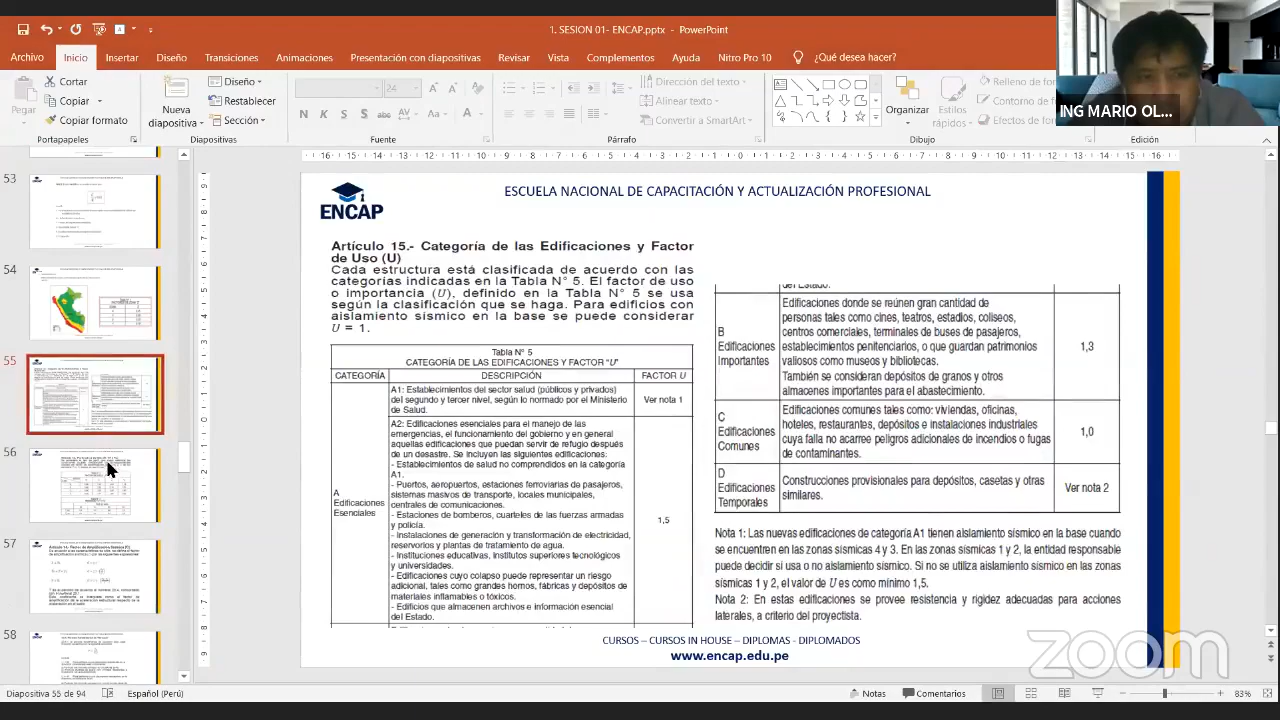 1. SESION 01- ENCAP.pptx - PowerPoint
Archivo Inicio Insertar Diseño Transiciones Animaciones Presentación con diapositivas Revisar Vista Complementos Ayuda Nitro Pro 10 ¿Qué desea hacer?
Pegar
Cortar
Copiar
Copiar formato
Portapapeles
Nueva diapositiva
Diseño
Restablecer
Sección
Diapositivas
24
N K S
Fuente
Dirección del texto
Alinear texto
Convertir a SmartArt
Párrafo
Organizar
Estilos rápidos
Relleno de
Contorno de
Efectos de
Dibujo
Edición
ING MARIO OL...
53
54
55
56
57
58
ENCAP
ESCUELA NACIONAL DE CAPACITACIÓN Y ACTUALIZACIÓN PROFESIONAL
Artículo 15.- Categoría de las Edificaciones y Factor
de Uso (U)
Cada estructura está clasificada de acuerdo con las
categorías indicadas en la Tabla N° 5. El factor de uso
o importancia (U), definido en la Tabla N° 5 se usa
según la clasificación que se haga. Para edificios con
aislamiento sísmico en la base se puede considerar
U = 1.
Tabla N° 5
CATEGORÍA DE LAS EDIFICACIONES Y FACTOR "U"
CATEGORÍA DESCRIPCIÓN FACTOR U
A
Edificaciones
Esenciales
A1: Establecimientos del sector salud (públicos y privados)
del segundo y tercer nivel, según lo normado por el Ministerio
de Salud.
Ver nota 1
A2: Edificaciones esenciales para el manejo de las
emergencias, el funcionamiento del gobierno y en general
aquellas edificaciones que puedan servir de refugio después
de un desastre. Se incluyen las siguientes edificaciones:
- Establecimientos de salud no comprendidos en la categoría
A1.
- Puertos, aeropuertos, estaciones ferroviarias de pasajeros,
sistemas masivos de transporte, locales municipales,
centrales de comunicaciones.
- Estaciones de bomberos, cuarteles de las fuerzas armadas
y policía.
- Instalaciones de generación y transformación de electricidad,
reservorios y plantas de tratamiento de agua.
- Instituciones educativas, institutos superiores tecnológicos
y universidades.
- Edificaciones cuyo colapso puede representar un riesgo
adicional, tales como grandes hornos, fábricas y depósitos de
materiales inflamables o tóxicos.
- Edificios que almacenen archivos e información esencial
del Estado.
1,5
del Estado.
B
Edificaciones
Importantes
Edificaciones donde se reúnen gran cantidad de
personas tales como cines, teatros, estadios, coliseos,
centros comerciales, terminales de buses de pasajeros,
establecimientos penitenciarios, o que guardan patrimonios
valiosos como museos y bibliotecas.
También se consideran depósitos de granos y otros
almacenes importantes para el abastecimiento.
1,3
C
Edificaciones
Comunes
Edificaciones comunes tales como: viviendas, oficinas,
hoteles, restaurantes, depósitos e instalaciones industriales
cuya falla no acarree peligros adicionales de incendios o fugas
de contaminantes.
1,0
D
Edificaciones
Temporales
Construcciones provisionales para depósitos, casetas y otras
similares.
Ver nota 2
Nota 1: Las nuevas edificaciones de categoría A1 tienen aislamiento sísmico en la base cuando
se encuentren en las zonas sísmicas 4 y 3. En las zonas sísmicas 1 y 2, la entidad responsable
puede decidir si usa o no aislamiento sísmico. Si no se utiliza aislamiento sísmico en las zonas
sísmicas 1 y 2, el valor de U es como mínimo 1,5.
Nota 2: En estas edificaciones se provee resistencia y rigidez adecuadas para acciones
laterales, a criterio del proyectista.
CURSOS – CURSOS IN HOUSE – DIPLOMADOS – DIPLOMADOS
www.encap.edu.pe
zoom
Diapositiva 55 de 94 Español (Perú) Notas Comentarios 83%